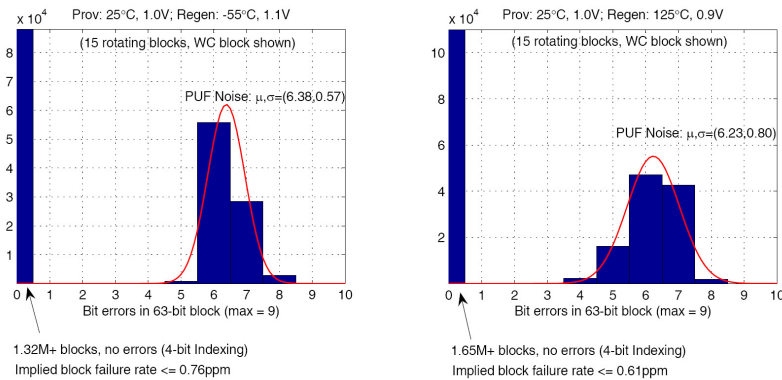 x 10⁴
Prov: 25°C, 1.0V; Regen: -55°C, 1.1V
(15 rotating blocks, WC block shown)
PUF Noise: μ,σ=(6.38,0.57)
8
7
6
5
4
3
2
1
0 1 2 3 4 5 6 7 8 9 10
Bit errors in 63-bit block (max = 9)
1.32M+ blocks, no errors (4-bit Indexing)
Implied block failure rate <= 0.76ppm
x 10⁴
Prov: 25°C, 1.0V; Regen: 125°C, 0.9V
(15 rotating blocks, WC block shown)
PUF Noise: μ,σ=(6.23,0.80)
10
8
6
4
2
0 1 2 3 4 5 6 7 8 9 10
Bit errors in 63-bit block (max = 9)
1.65M+ blocks, no errors (4-bit Indexing)
Implied block failure rate <= 0.61ppm